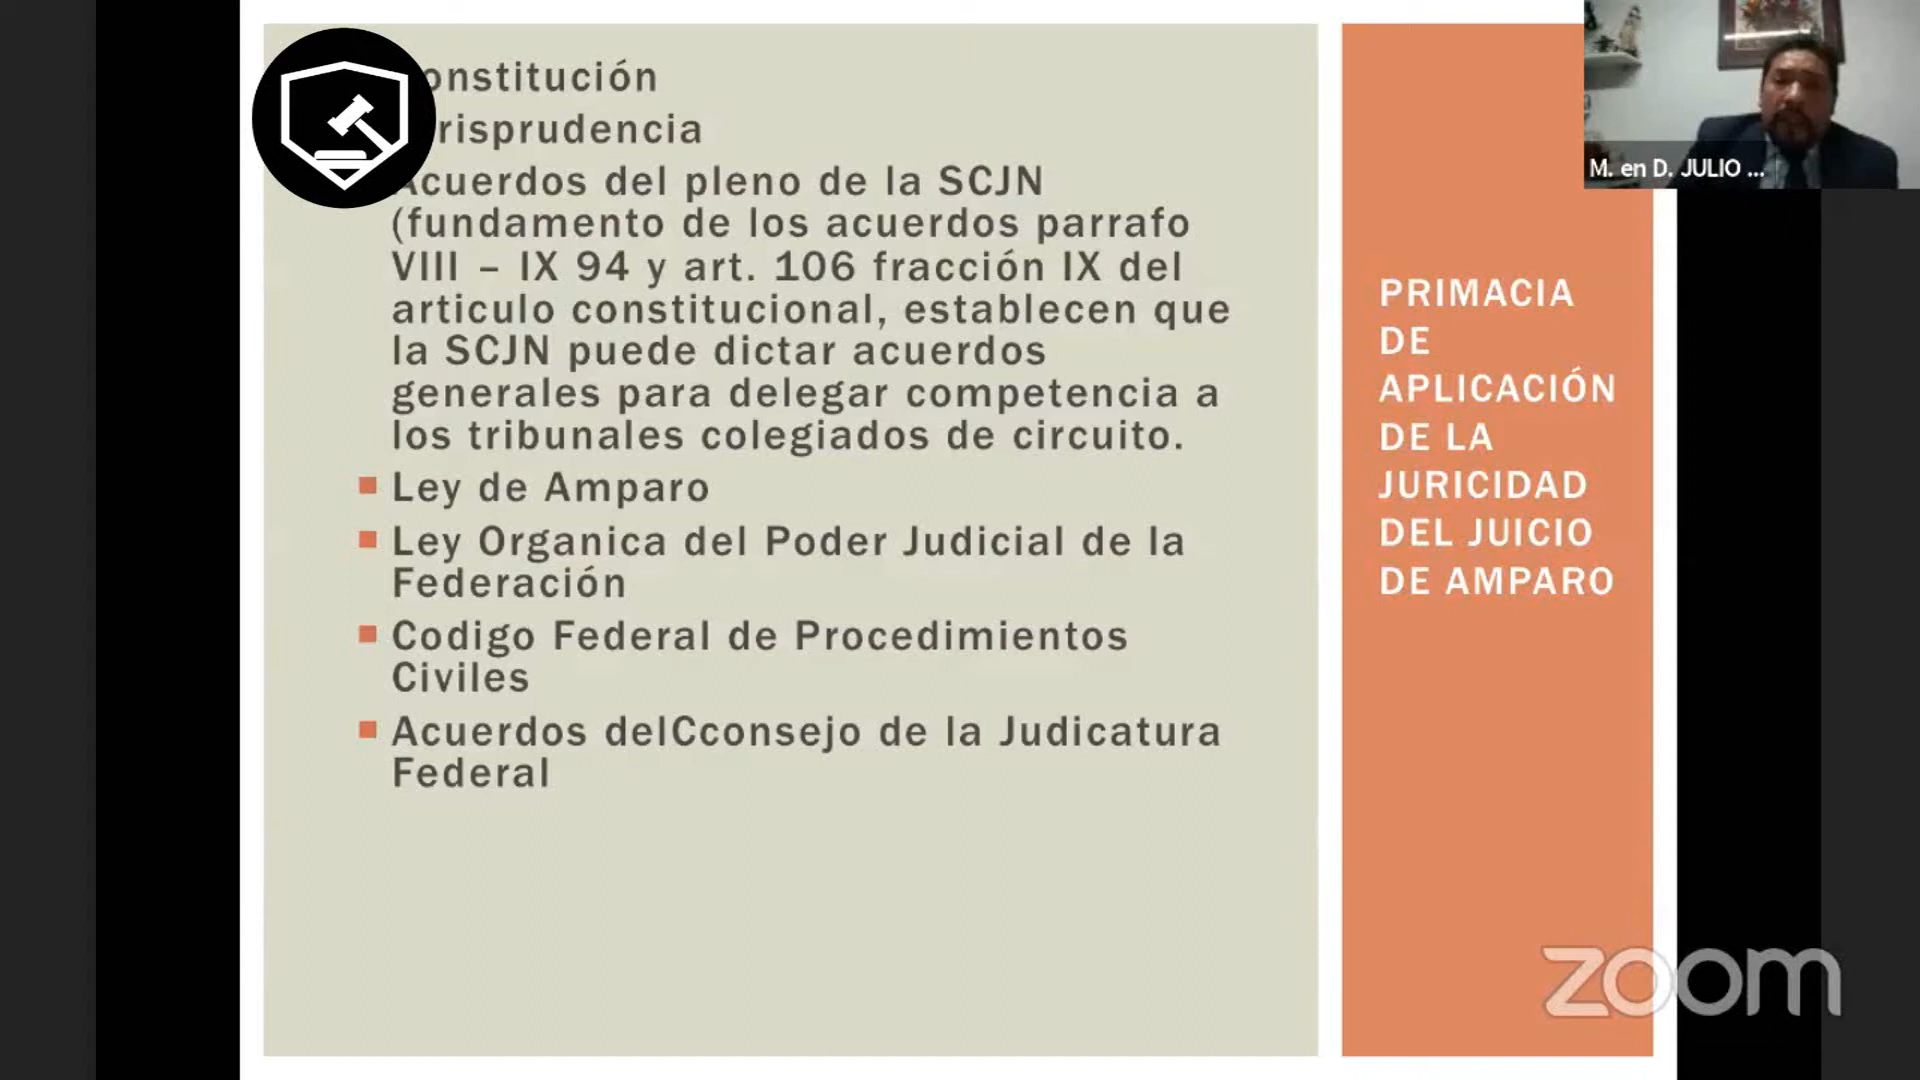 onstitución
risprudencia
Acuerdos del pleno de la SCJN
(fundamento de los acuerdos parrafo
VIII – IX 94 y art. 106 fracción IX del
articulo constitucional, establecen que
la SCJN puede dictar acuerdos
generales para delegar competencia a
los tribunales colegiados de circuito.
Ley de Amparo
Ley Organica del Poder Judicial de la
Federación
Codigo Federal de Procedimientos
Civiles
Acuerdos delCconsejo de la Judicatura
Federal
PRIMACIA
DE
APLICACIÓN
DE LA
JURICIDAD
DEL JUICIO
DE AMPARO
M. en D. JULIO ...
zoom